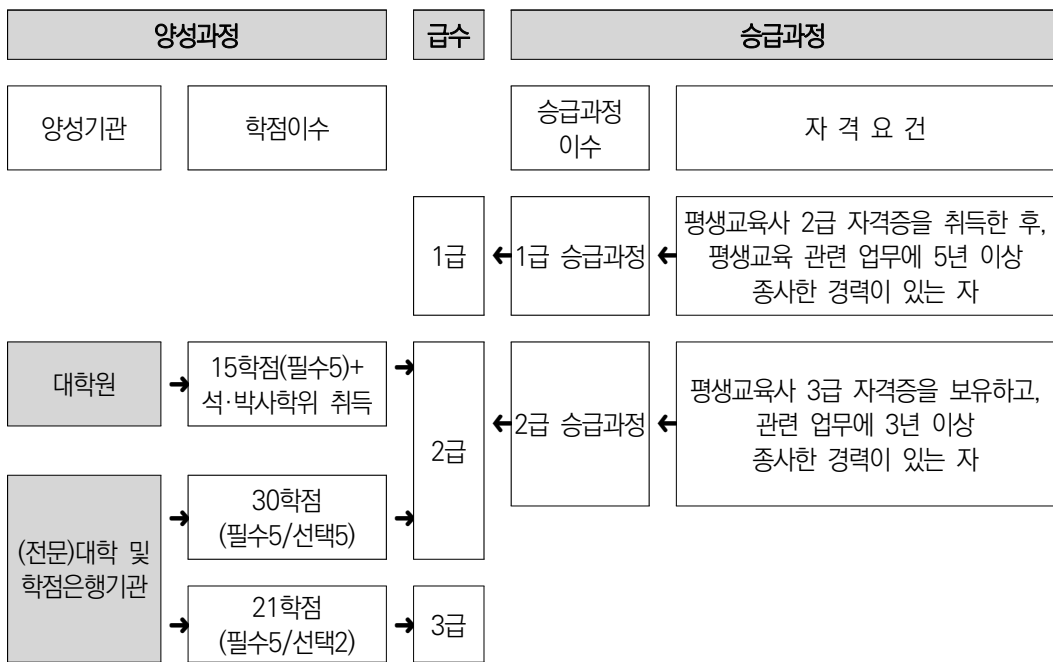 양성과정
급수
승급과정
양성기관
학점이수
승급과정
이수
자 격 요 건
1급
1급 승급과정
평생교육사 2급 자격증을 취득한 후,
평생교육 관련 업무에 5년 이상
종사한 경력이 있는 자
대학원
15학점(필수5)+
석·박사학위 취득
2급
2급 승급과정
평생교육사 3급 자격증을 보유하고,
관련 업무에 3년 이상
종사한 경력이 있는 자
(전문)대학 및
학점은행기관
30학점
(필수5/선택5)
21학점
(필수5/선택2)
3급